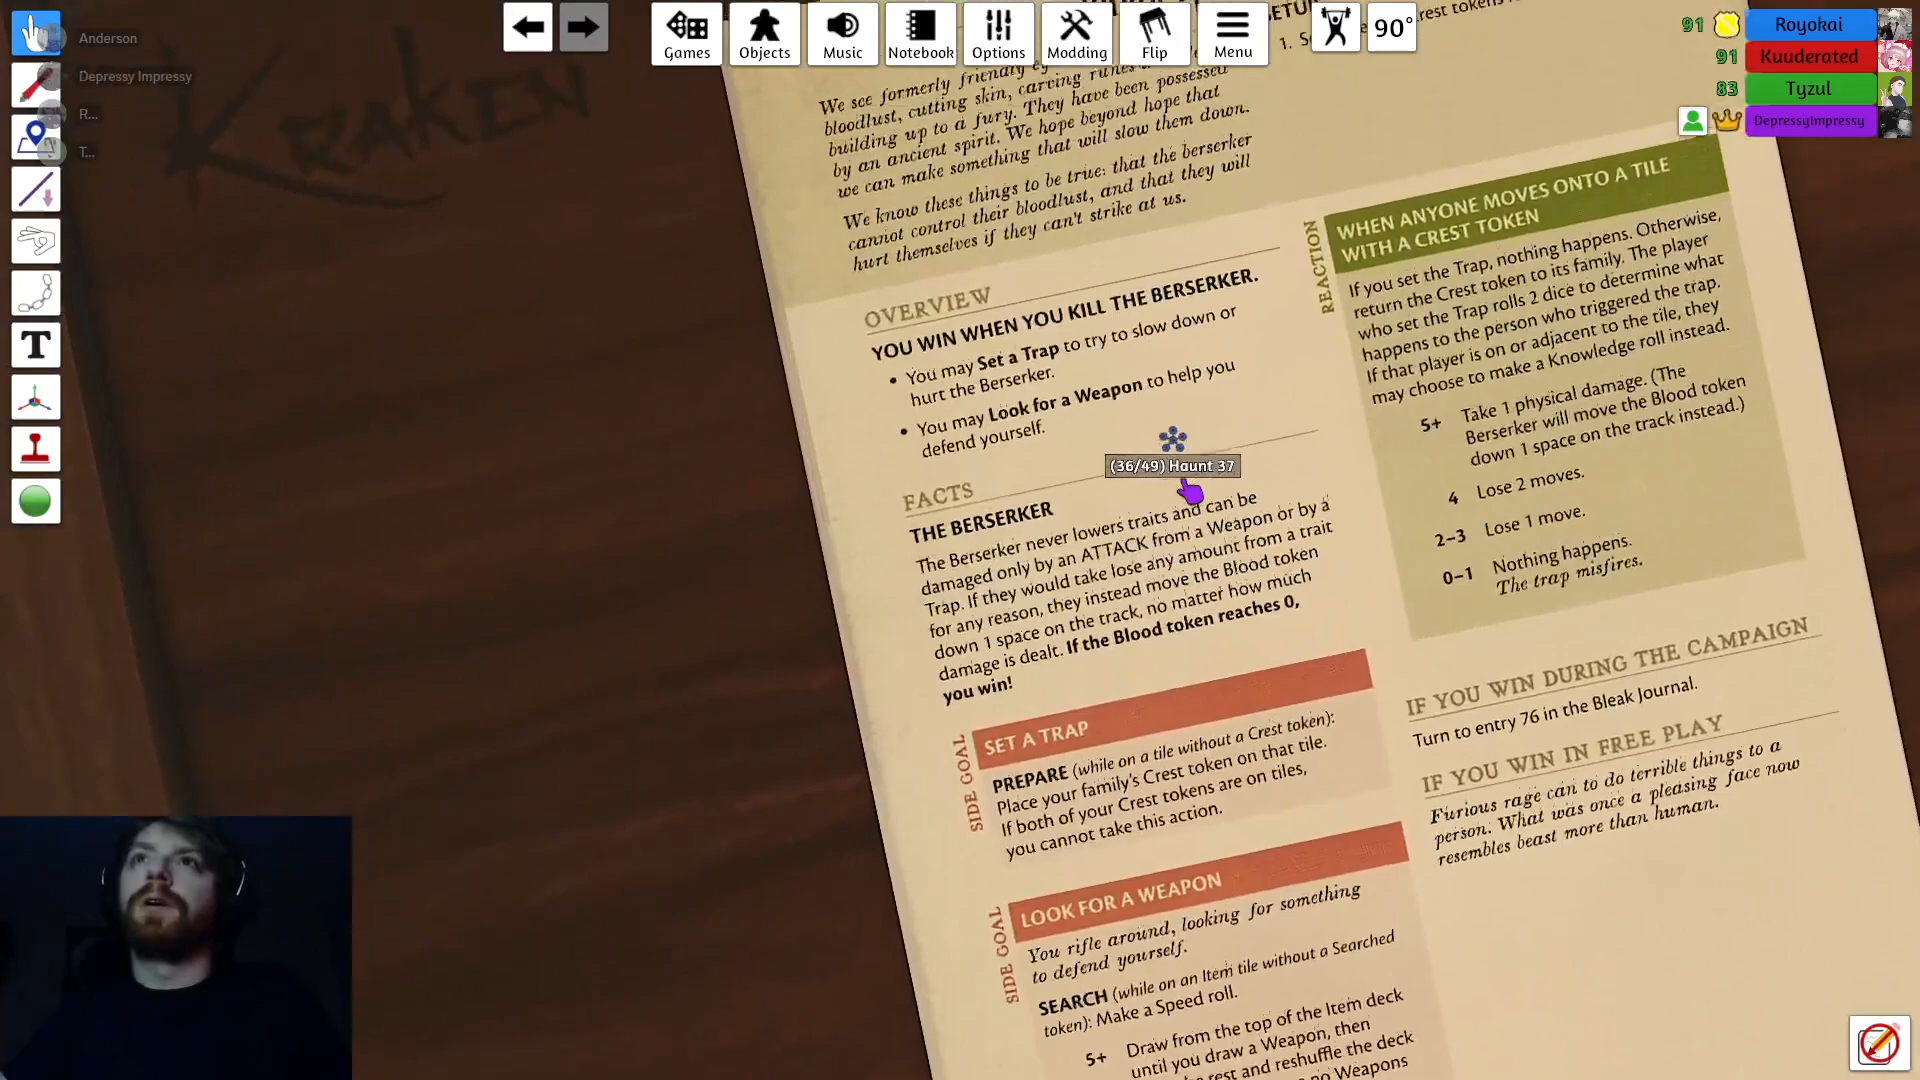 Anderson
Depressy Impressy
R...
T...
Games
Objects
Music
Notebook
Options
Modding
Flip
Menu
90°
91 Royokai
91 Kuuderated
83 Tyzul
DepressyImpressy
KRAKEN
We see formerly friendly
bloodlust, cutting skin, carving runes
building up to a fury. They have been possessed
by an ancient spirit. We hope beyond hope that
we can make something that will slow them down.
We know these things to be true: that the berserker
cannot control their bloodlust, and that they will
hurt themselves if they can't strike at us.
OVERVIEW
YOU WIN WHEN YOU KILL THE BERSERKER.
• You may Set a Trap to try to slow down or
hurt the Berserker.
• You may Look for a Weapon to help you
defend yourself.
(36/49) Haunt 37
FACTS
THE BERSERKER
The Berserker never lowers traits and can be
damaged only by an ATTACK from a Weapon or by a
Trap. If they would take lose any amount from a trait
for any reason, they instead move the Blood token
down 1 space on the track, no matter how much
damage is dealt. If the Blood token reaches 0,
you win!
SIDE GOAL
SET A TRAP
PREPARE (while on a tile without a Crest token):
Place your family's Crest token on that tile.
If both of your Crest tokens are on tiles,
you cannot take this action.
SIDE GOAL
LOOK FOR A WEAPON
You rifle around, looking for something
to defend yourself.
SEARCH (while on an Item tile without a Searched
token): Make a Speed roll.
5+ Draw from the top of the Item deck
until you draw a Weapon, then
rest and reshuffle the deck
no Weapons
crest tokens
1.
REACTION
WHEN ANYONE MOVES ONTO A TILE
WITH A CREST TOKEN
If you set the Trap, nothing happens. Otherwise,
return the Crest token to its family. The player
who set the Trap rolls 2 dice to determine what
happens to the person who triggered the trap.
If that player is on or adjacent to the tile, they
may choose to make a Knowledge roll instead.
5+ Take 1 physical damage. (The
Berserker will move the Blood token
down 1 space on the track instead.)
4 Lose 2 moves.
2–3 Lose 1 move.
0–1 Nothing happens.
The trap misfires.
IF YOU WIN DURING THE CAMPAIGN
Turn to entry 76 in the Bleak Journal.
IF YOU WIN IN FREE PLAY
Furious rage can to do terrible things to a
person. What was once a pleasing face now
resembles beast more than human.